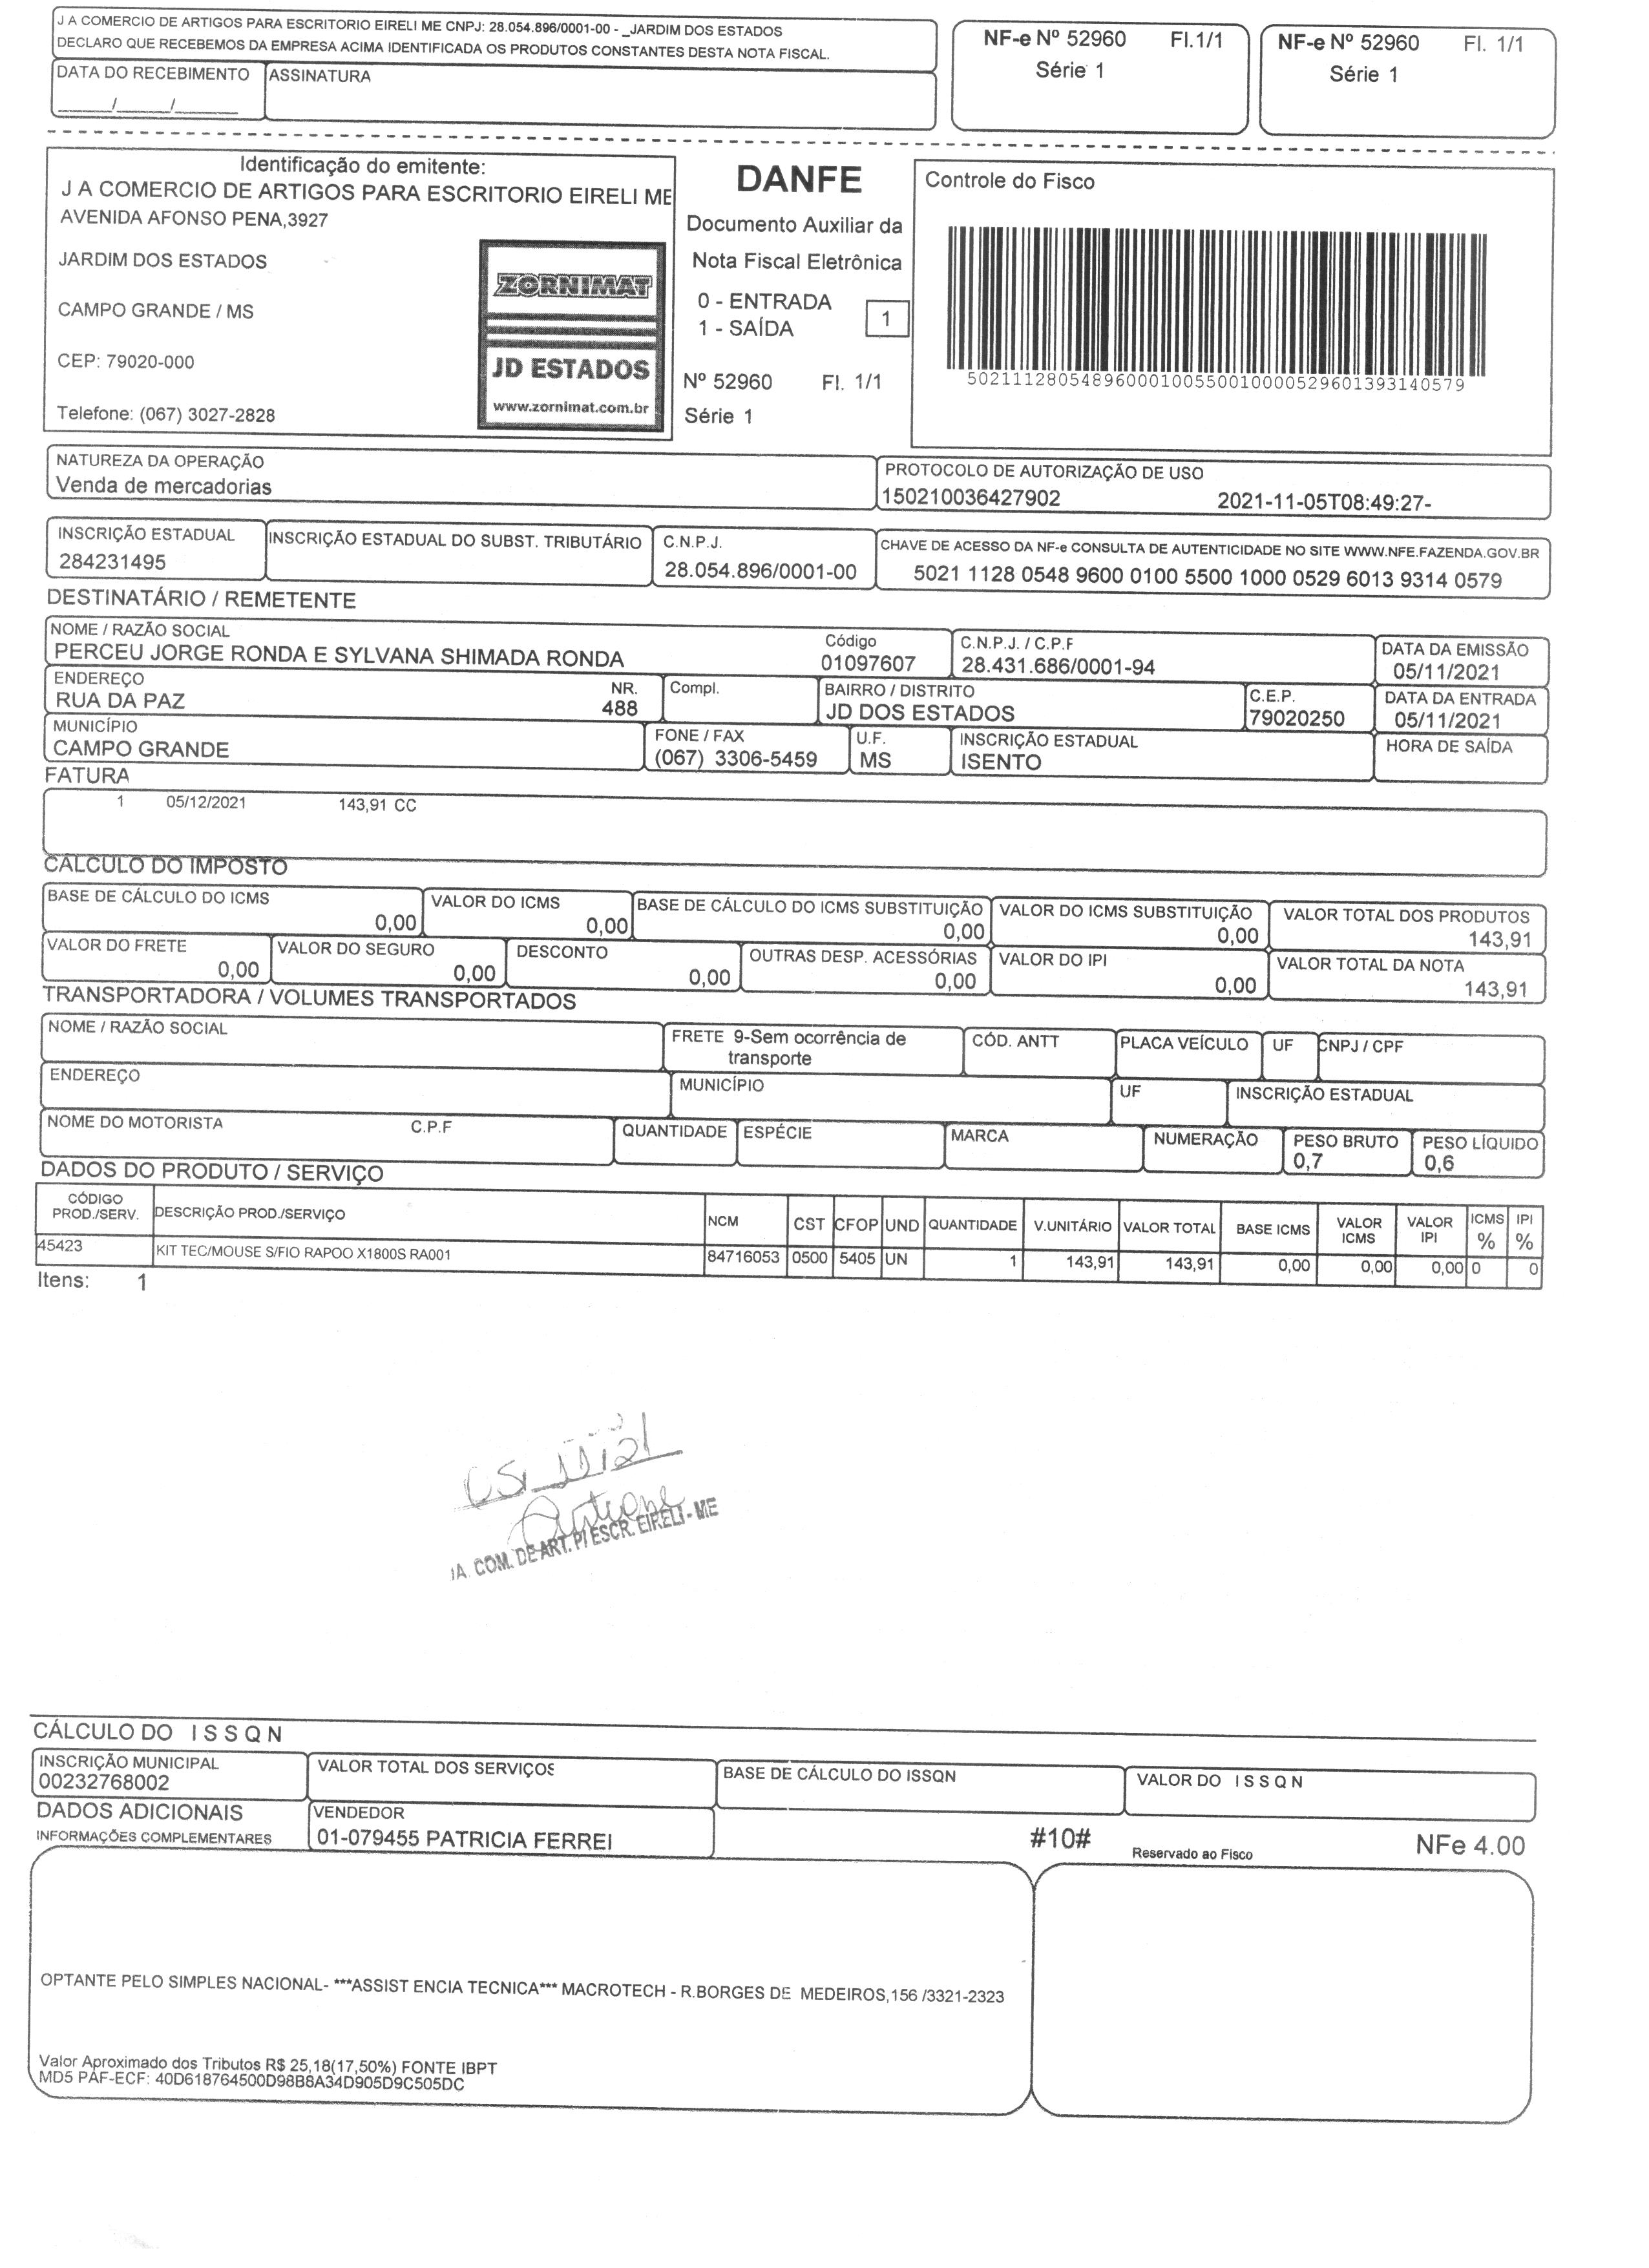 J A COMERCIO DE ARTIGOS PARA ESCRITORIO EIRELI ME CNPJ: 28.054.896/0001-00 - _JARDIM DOS ESTADOS
DECLARO QUE RECEBEMOS DA EMPRESA ACIMA IDENTIFICADA OS PRODUTOS CONSTANTES DESTA NOTA FISCAL.
DATA DO RECEBIMENTO ASSINATURA
____/____/____
NF-e Nº 52960 Fl.1/1
Série 1
NF-e Nº 52960 Fl. 1/1
Série 1
Identificação do emitente:
J A COMERCIO DE ARTIGOS PARA ESCRITORIO EIRELI ME
AVENIDA AFONSO PENA,3927
JARDIM DOS ESTADOS
CAMPO GRANDE / MS
CEP: 79020-000
Telefone: (067) 3027-2828
ZORNIMAT
JD ESTADOS
www.zornimat.com.br
DANFE
Documento Auxiliar da
Nota Fiscal Eletrônica
0 - ENTRADA
1 - SAÍDA
1
Nº 52960 Fl. 1/1
Série 1
Controle do Fisco
50211128054896000100550010000529601393140579
NATUREZA DA OPERAÇÃO
Venda de mercadorias
PROTOCOLO DE AUTORIZAÇÃO DE USO
150210036427902 2021-11-05T08:49:27-
INSCRIÇÃO ESTADUAL
284231495
INSCRIÇÃO ESTADUAL DO SUBST. TRIBUTÁRIO
C.N.P.J.
28.054.896/0001-00
CHAVE DE ACESSO DA NF-e CONSULTA DE AUTENTICIDADE NO SITE WWW.NFE.FAZENDA.GOV.BR
5021 1128 0548 9600 0100 5500 1000 0529 6013 9314 0579
DESTINATÁRIO / REMETENTE
NOME / RAZÃO SOCIAL Código C.N.P.J. / C.P.F DATA DA EMISSÃO
PERCEU JORGE RONDA E SYLVANA SHIMADA RONDA 01097607 28.431.686/0001-94 05/11/2021
ENDEREÇO NR. Compl. BAIRRO / DISTRITO C.E.P. DATA DA ENTRADA
RUA DA PAZ 488 JD DOS ESTADOS 79020250 05/11/2021
MUNICÍPIO FONE / FAX U.F. INSCRIÇÃO ESTADUAL HORA DE SAÍDA
CAMPO GRANDE (067) 3306-5459 MS ISENTO
FATURA
1 05/12/2021 143,91 CC
CÁLCULO DO IMPOSTO
BASE DE CÁLCULO DO ICMS VALOR DO ICMS BASE DE CÁLCULO DO ICMS SUBSTITUIÇÃO VALOR DO ICMS SUBSTITUIÇÃO VALOR TOTAL DOS PRODUTOS
0,00 0,00 0,00 0,00 143,91
VALOR DO FRETE VALOR DO SEGURO DESCONTO OUTRAS DESP. ACESSÓRIAS VALOR DO IPI VALOR TOTAL DA NOTA
0,00 0,00 0,00 0,00 0,00 143,91
TRANSPORTADORA / VOLUMES TRANSPORTADOS
NOME / RAZÃO SOCIAL FRETE 9-Sem ocorrência de CÓD. ANTT PLACA VEÍCULO UF CNPJ / CPF
transporte
ENDEREÇO MUNICÍPIO UF INSCRIÇÃO ESTADUAL
NOME DO MOTORISTA C.P.F QUANTIDADE ESPÉCIE MARCA NUMERAÇÃO PESO BRUTO PESO LÍQUIDO
0,7 0,6
DADOS DO PRODUTO / SERVIÇO
CÓDIGO
PROD./SERV. DESCRIÇÃO PROD./SERVIÇO NCM CST CFOP UND QUANTIDADE V.UNITÁRIO VALOR TOTAL BASE ICMS VALOR ICMS VALOR IPI ICMS % IPI %
45423 KIT TEC/MOUSE S/FIO RAPOO X1800S RA001 84716053 0500 5405 UN 1 143,91 143,91 0,00 0,00 0,00 0 0
Itens: 1
JA. COM. DE ART. P/ ESCR. EIRELI - ME
CÁLCULO DO I S S Q N
INSCRIÇÃO MUNICIPAL VALOR TOTAL DOS SERVIÇOS BASE DE CÁLCULO DO ISSQN VALOR DO I S S Q N
00232768002
DADOS ADICIONAIS VENDEDOR
INFORMAÇÕES COMPLEMENTARES 01-079455 PATRICIA FERREI #10# Reservado ao Fisco NFe 4.00
OPTANTE PELO SIMPLES NACIONAL- ***ASSIST ENCIA TECNICA*** MACROTECH - R.BORGES DE MEDEIROS,156 /3321-2323
Valor Aproximado dos Tributos R$ 25,18(17,50%) FONTE IBPT
MD5 PAF-ECF: 40D618764500D98B8A34D905D9C505DC